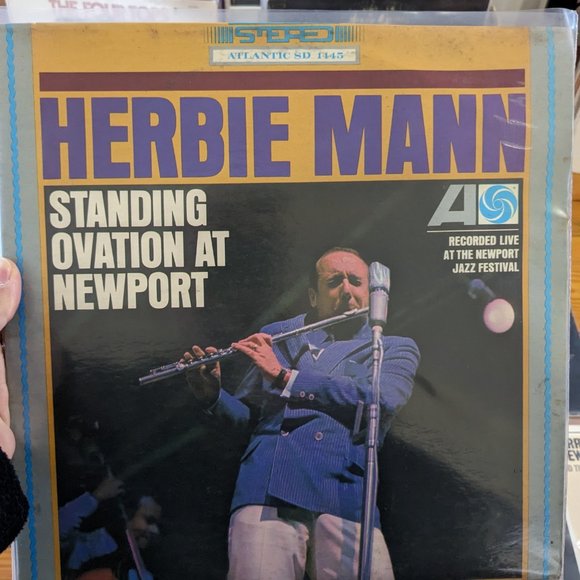 STEREO
ATLANTIC SD 1445
HERBIE MANN
STANDING
OVATION AT
NEWPORT
RECORDED LIVE
AT THE NEWPORT
JAZZ FESTIVAL